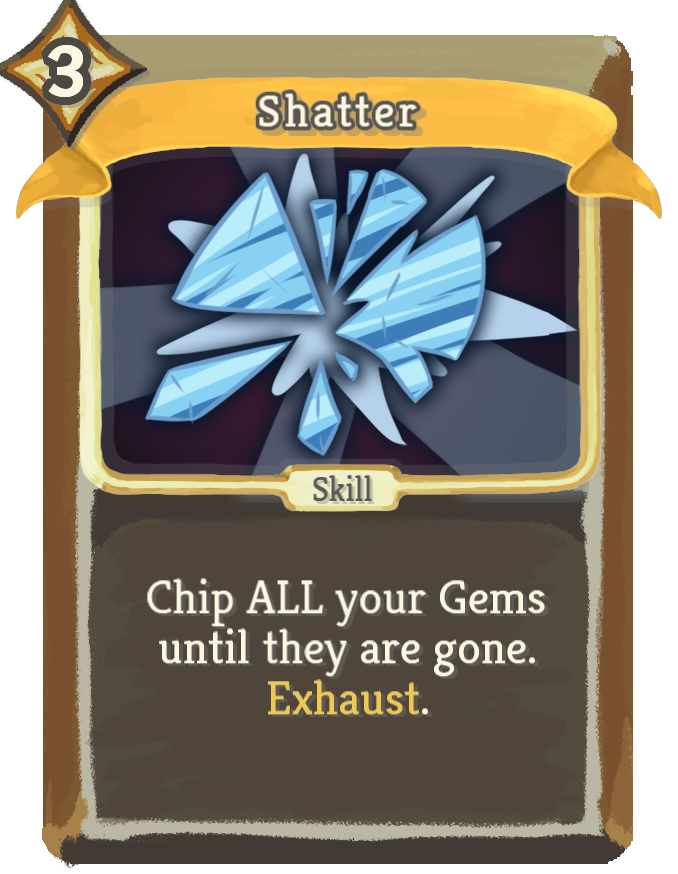 3
Shatter
Skill
Chip ALL your Gems
until they are gone.
Exhaust.